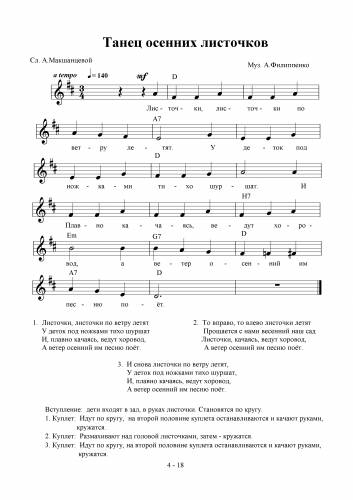 Танец осенних листочков
Сл. А.Макшанцевой
Муз. А.Филиппенко
a tempo ♩= 140 mf D
Лис - точ - ки, лис - точ - ки по
A7
вет - ру ле - тят. У де - ток под
D
нож - ка - ми ти - хо шур - шат. И
H7
Плав - но кача - ясь, ве - дут хоро -
Em G7 D
вод, а ве - тер о - сен - ний им
A7 D
пес - ню по - ёт.
1. Листочки, листочки по ветру летят
У деток под ножками тихо шуршат
И, плавно качаясь, ведут хоровод,
А ветер осенний им песню поёт.
2. То вправо, то влево листочки летят
Прощается с нами весенний наш сад
Листочки, качаясь, ведут хоровод,
А ветер осенний им песню поёт.
3. И снова листочки по ветру летят,
У деток под ножками тихо шуршат,
И, плавно качаясь, ведут хоровод,
А ветер осенний им песню поёт.
Вступление: дети входят в зал, в руках листочки. Становятся по кругу.
1. Куплет: Идут по кругу, на второй половине куплета останавливаются и качают руками,
кружатся.
2. Куплет: Размахивают над головой листочками, затем - кружатся.
3. Куплет: Идут по кругу, на второй половине куплета останавливаются и качают руками,
кружатся.
4 - 18